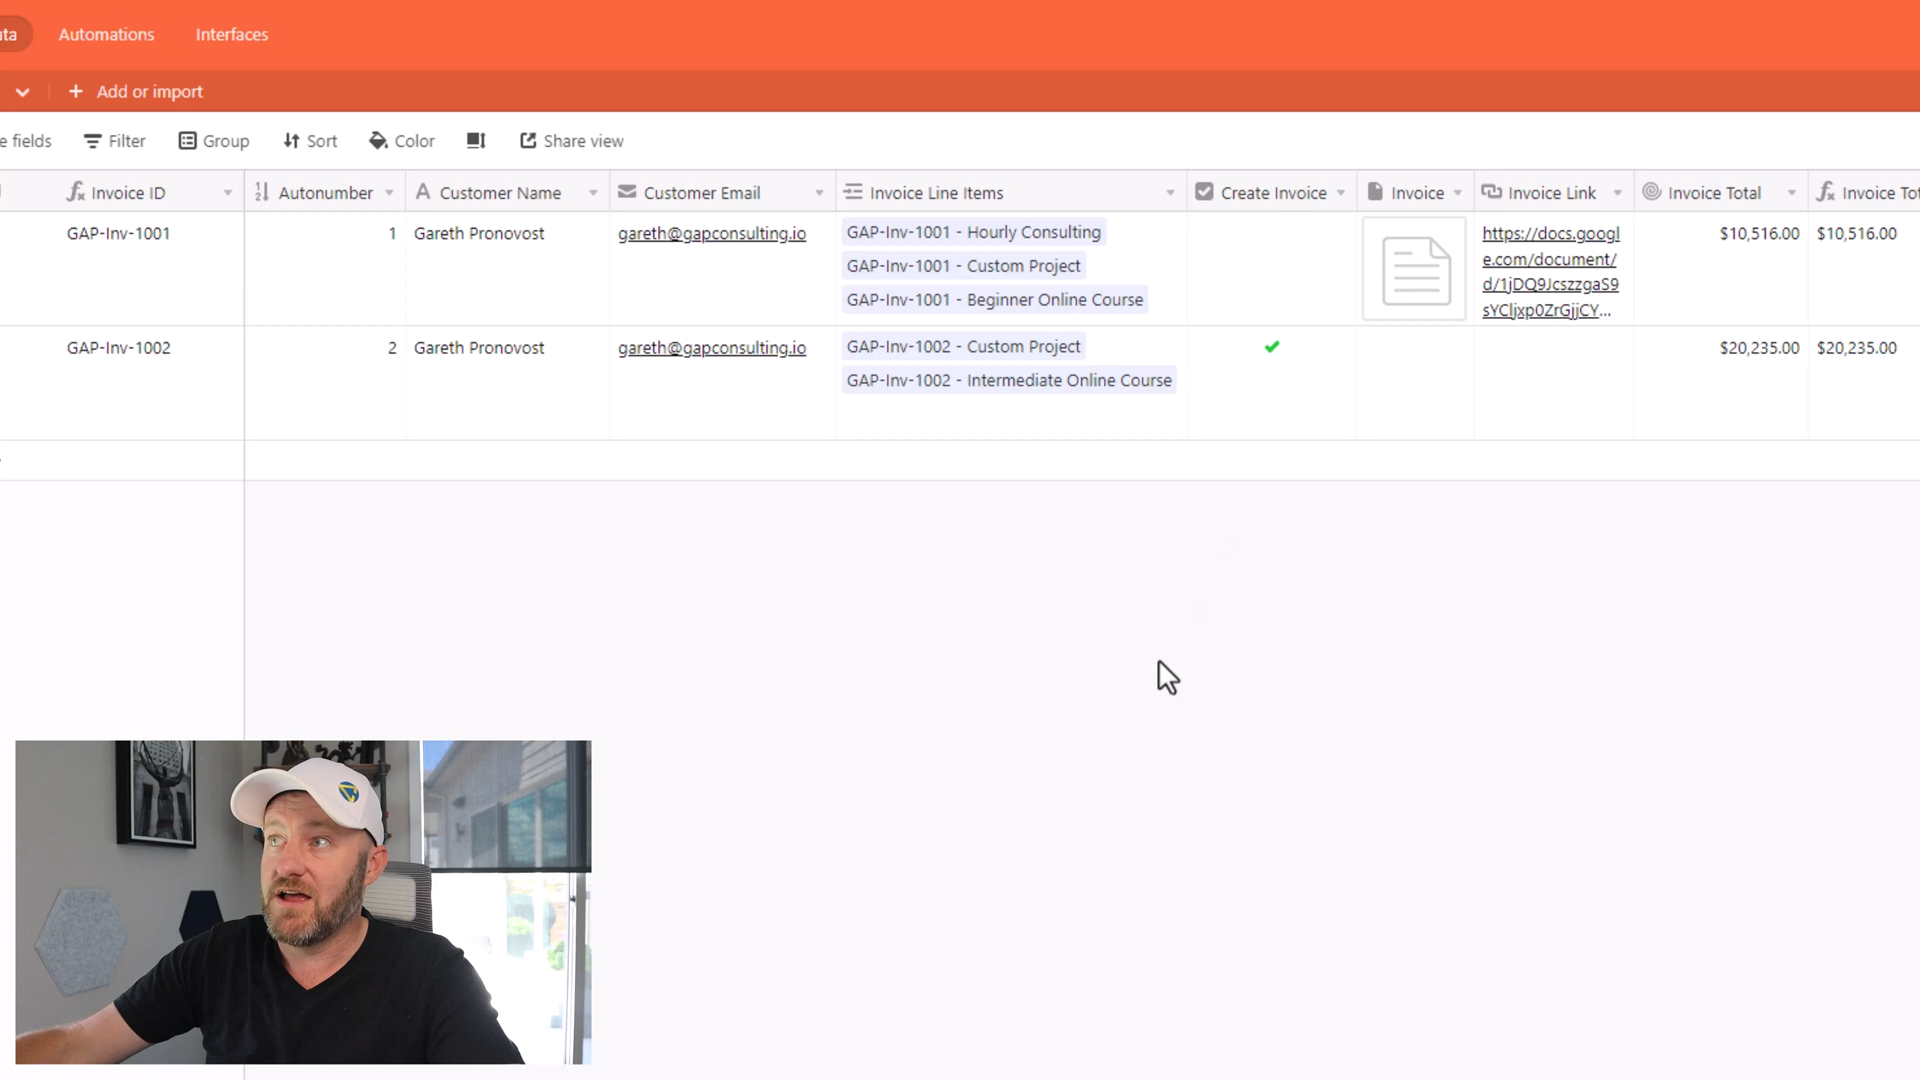 ata
Automations
Interfaces
Add or import
e fields
Filter
Group
Sort
Color
Share view
Invoice ID
Autonumber
Customer Name
Customer Email
Invoice Line Items
Create Invoice
Invoice
Invoice Link
Invoice Total
Invoice Tot
GAP-Inv-1001
1
Gareth Pronovost
gareth@gapconsulting.io
GAP-Inv-1001 - Hourly Consulting
GAP-Inv-1001 - Custom Project
GAP-Inv-1001 - Beginner Online Course
https://docs.googl
e.com/document/
d/1jDQ9JcszzgaS9
sYCljxp0ZrGjjCY...
$10,516.00
$10,516.00
GAP-Inv-1002
2
Gareth Pronovost
gareth@gapconsulting.io
GAP-Inv-1002 - Custom Project
GAP-Inv-1002 - Intermediate Online Course
$20,235.00
$20,235.00